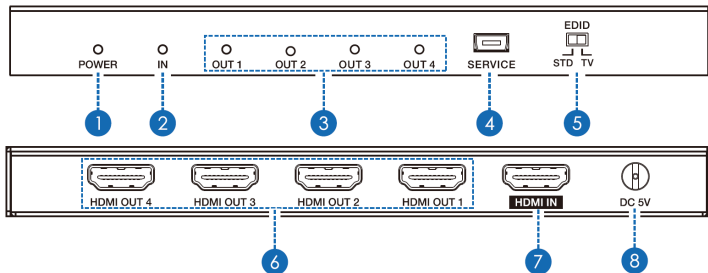 EDID
POWER IN OUT 1 OUT 2 OUT 3 OUT 4 SERVICE STD TV
1 2 3 4 5
HDMI OUT 4 HDMI OUT 3 HDMI OUT 2 HDMI OUT 1 HDMI IN DC 5V
6 7 8